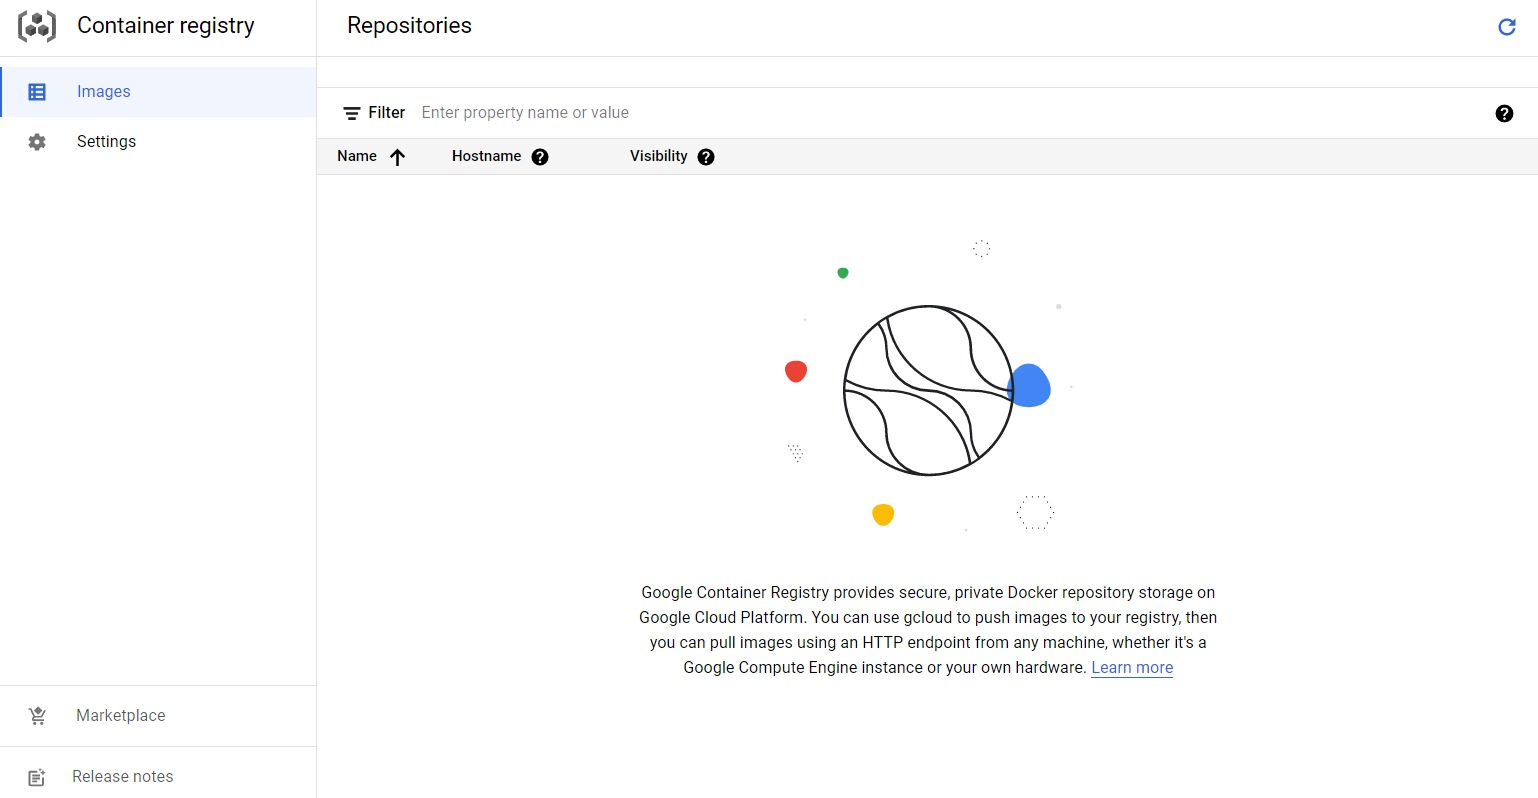 Container registry
Repositories
Images
Settings
Filter Enter property name or value
Name Hostname Visibility
Google Container Registry provides secure, private Docker repository storage on
Google Cloud Platform. You can use gcloud to push images to your registry, then
you can pull images using an HTTP endpoint from any machine, whether it's a
Google Compute Engine instance or your own hardware. Learn more
Marketplace
Release notes